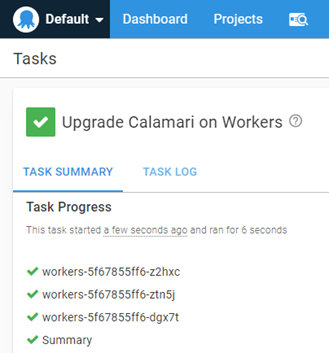 Default Dashboard Projects
Tasks
Upgrade Calamari on Workers
TASK SUMMARY TASK LOG
Task Progress
This task started a few seconds ago and ran for 6 seconds
workers-5f67855ff6-z2hxc
workers-5f67855ff6-ztn5j
workers-5f67855ff6-dgx7t
Summary